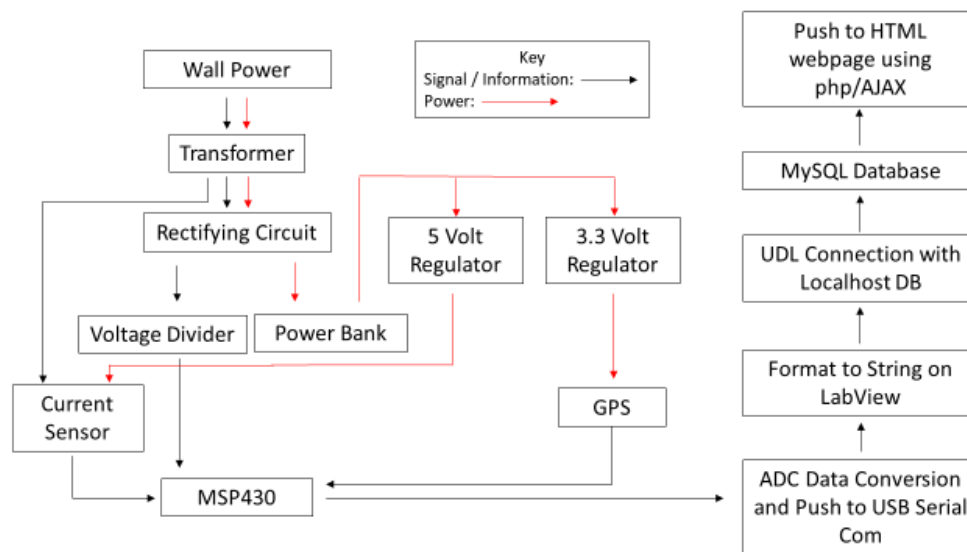 Wall Power
Key
Signal / Information:
Power:
Transformer
Rectifying Circuit
5 Volt
Regulator
3.3 Volt
Regulator
Voltage Divider
Power Bank
Current
Sensor
GPS
MSP430
Push to HTML
webpage using
php/AJAX
MySQL Database
UDL Connection with
Localhost DB
Format to String on
LabView
ADC Data Conversion
and Push to USB Serial
Com